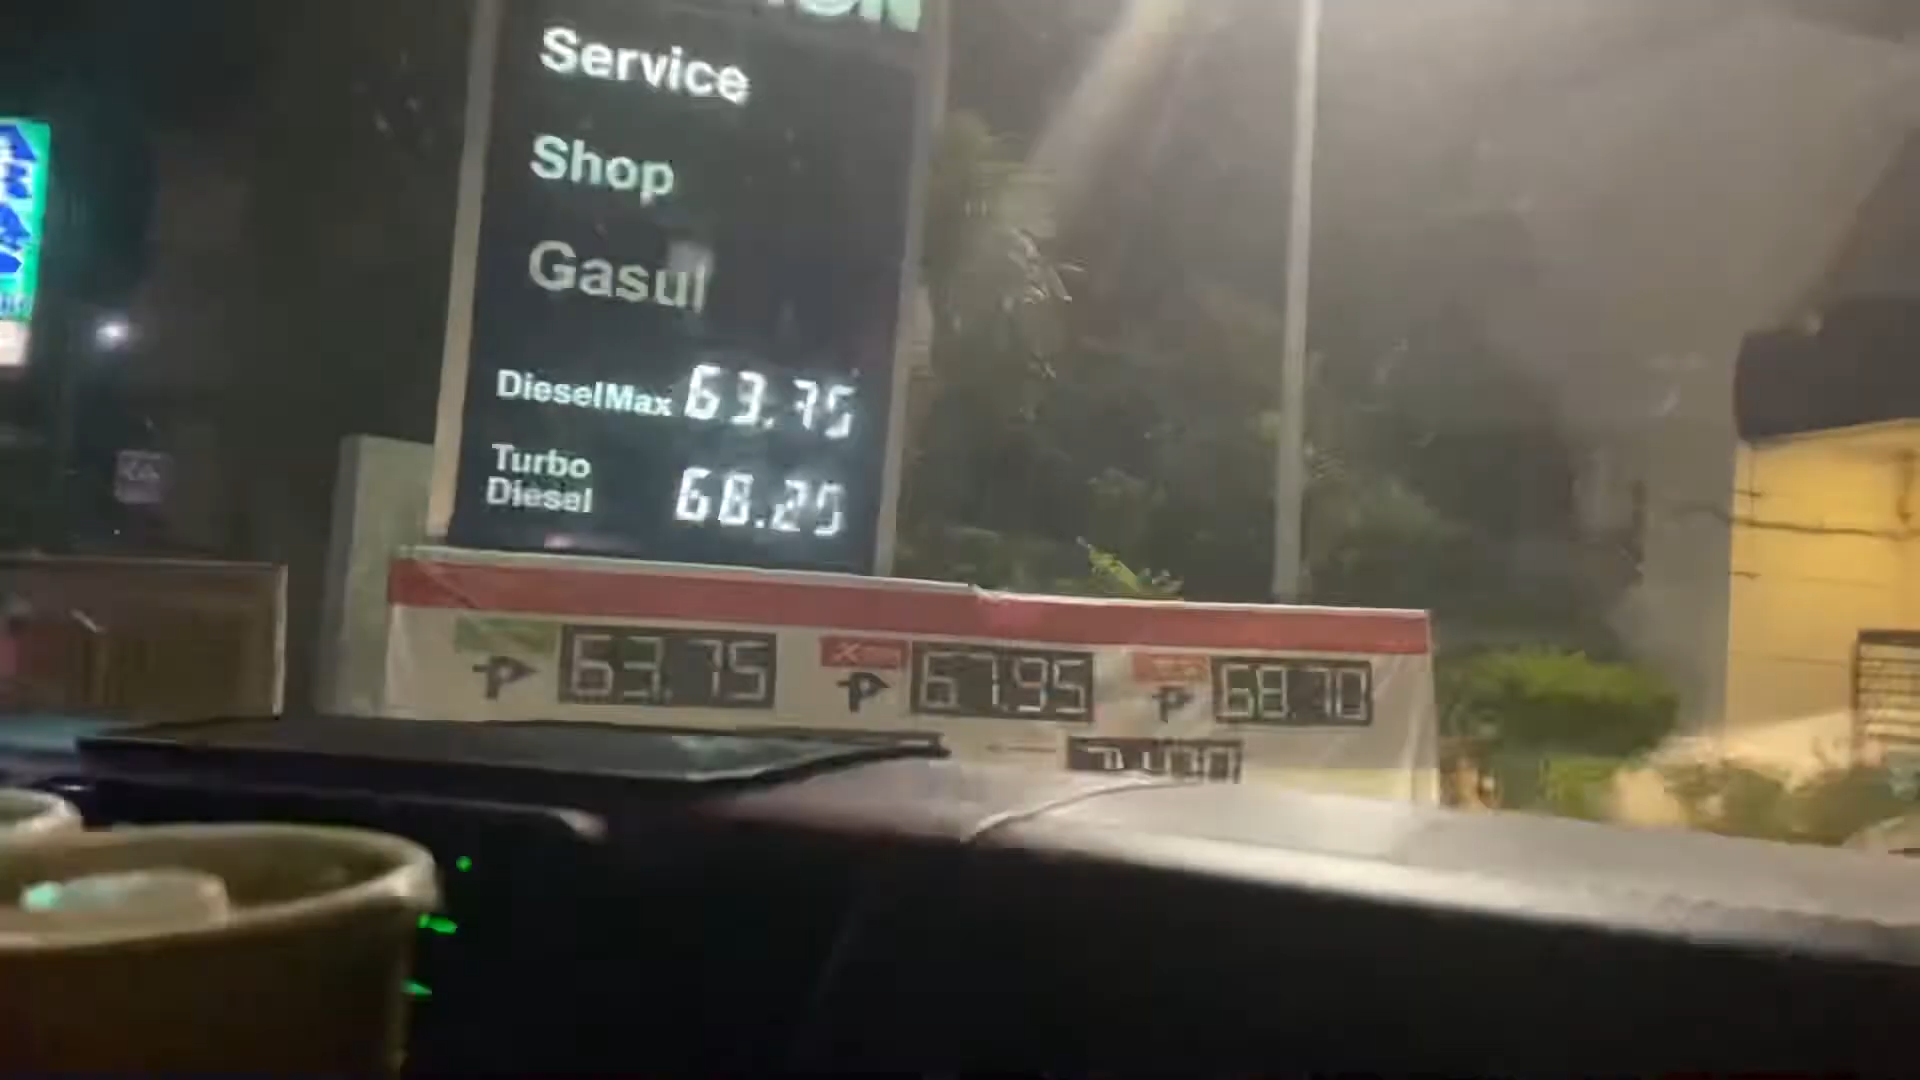 Service
Shop
Gasul
DieselMax 63.75
Turbo
Diesel 68.25
₱ 63.75 ₱ 67.95 ₱ 68.70